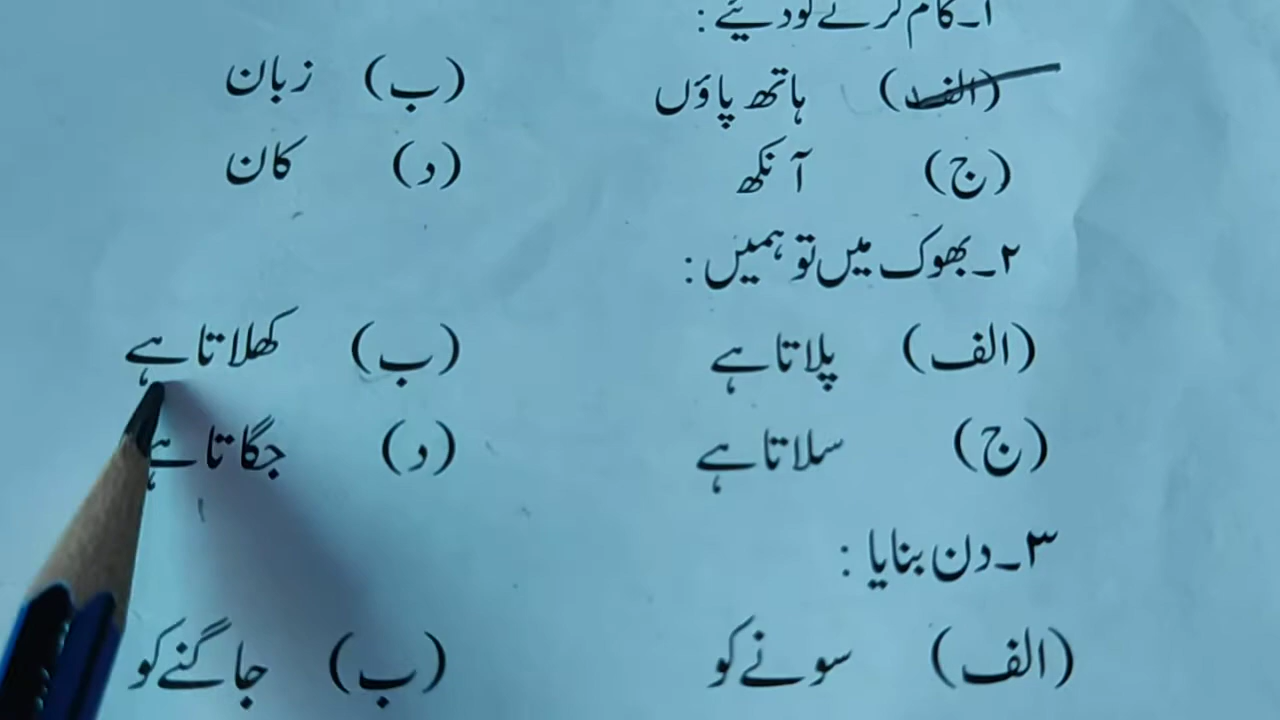 ۱۔کام کرنے کو دیئے :
(الف) ہاتھ پاؤں (ب) زبان
(ج) آنکھ (د) کان
۲۔بھوک میں تو ہمیں :
(الف) پلاتا ہے (ب) کھلاتا ہے
(ج) سلاتا ہے (د) جگاتا ہے
۳۔دن بنایا :
(الف) سونے کو (ب) جاگنے کو